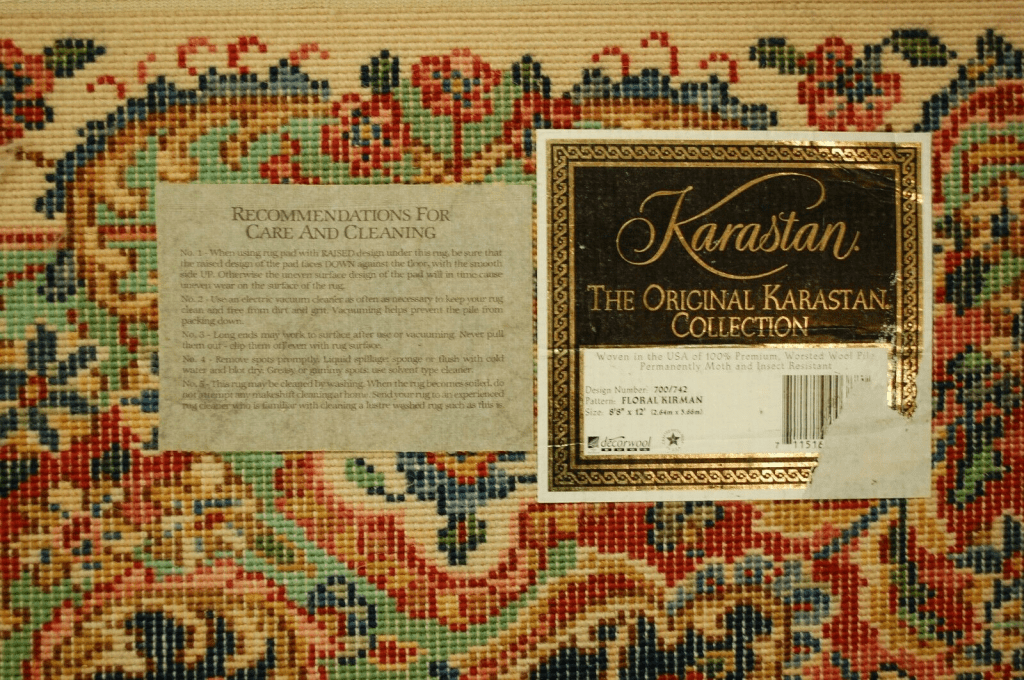 RECOMMENDATIONS FOR
CARE AND CLEANING
No. 1 - When using rug pad with RAISED design under this rug, be sure that
the raised design of the pad faces DOWN against the floor, with the smooth
side UP. Otherwise the uneven surface design of the pad will in time cause
uneven wear on the surface of the rug.
No. 2 - Use an electric vacuum cleaner as often as necessary to keep your rug
clean and free from dirt and grit. Vacuuming helps prevent the pile from
packing down.
No. 3 - Long ends may work to surface after use or vacuuming. Never pull
them out - clip them off even with rug surface.
No. 4 - Remove spots promptly. Liquid spillage: sponge or flush with cold
water and blot dry. Greasy or gummy spots: use solvent type cleaner.
No. 5 - This rug may be cleaned by washing. When the rug becomes soiled, do
not attempt any makeshift cleaning at home. Send your rug to an experienced
rug cleaner who is familiar with cleaning a lustre washed rug such as this is
Karastan.
THE ORIGINAL KARASTAN
COLLECTION
Woven in the USA of 100% Premium, Worsted Wool Pile
Permanently Moth and Insect Resistant
Design Number: 700/742
Pattern: FLORAL KIRMAN
Size: 8'8" x 12' (2.64m x 3.66m)
decorwool
7 11516